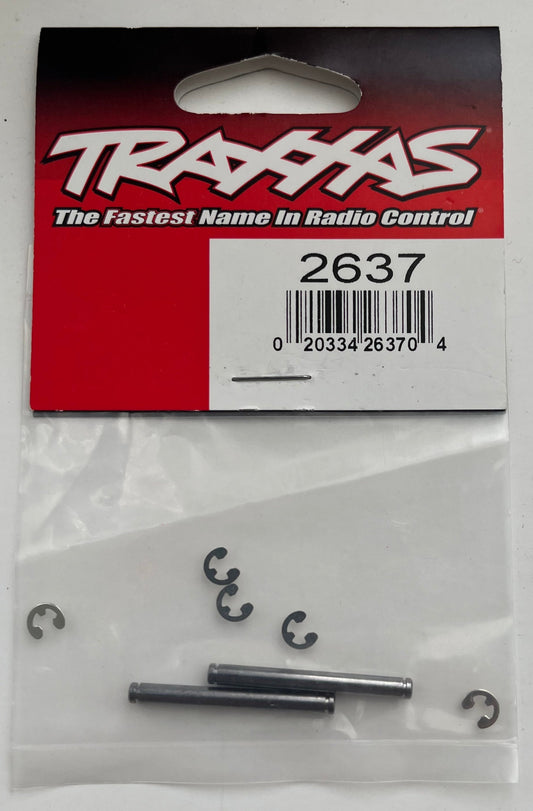 TRAXXAS
The Fastest Name In Radio Control
2637
0 20334 26370 4